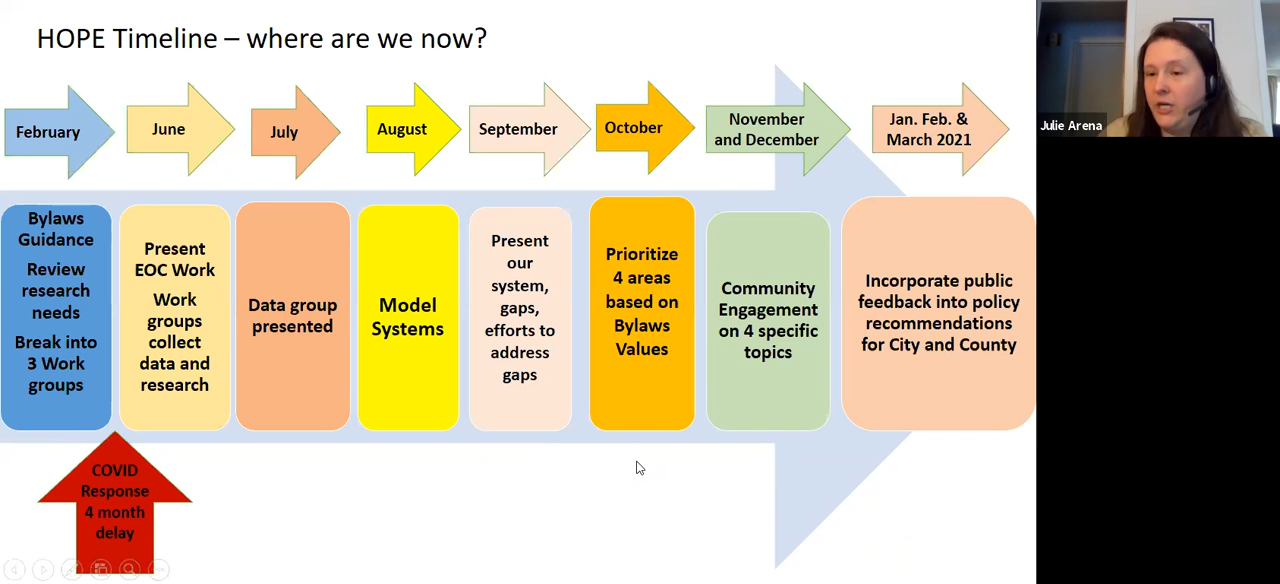 HOPE Timeline – where are we now?
February
June
July
August
September
October
November
and December
Jan. Feb. &
March 2021
Bylaws
Guidance
Review
research
needs
Break into
3 Work
groups
Present
EOC Work
Work
groups
collect
data and
research
Data group
presented
Model
Systems
Present
our
system,
gaps,
efforts to
address
gaps
Prioritize
4 areas
based on
Bylaws
Values
Community
Engagement
on 4 specific
topics
Incorporate public
feedback into policy
recommendations
for City and County
COVID
Response
4 month
delay
Julie Arena